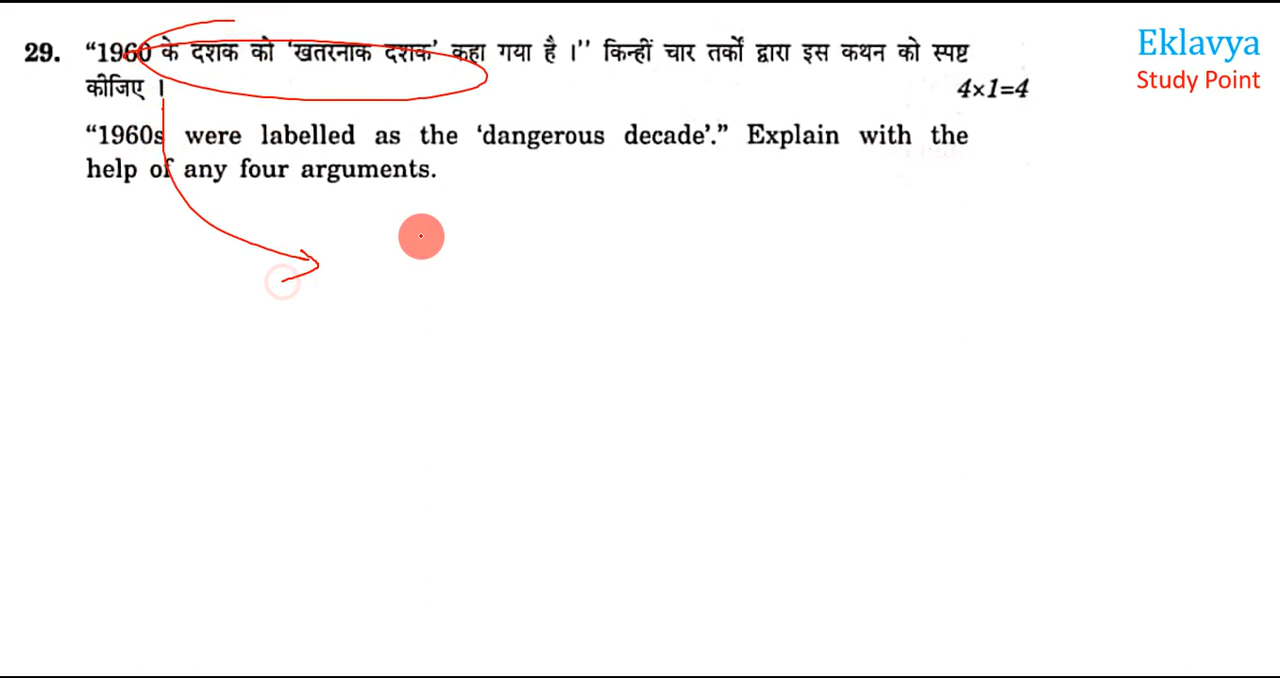 29. “1960 के दशक को ‘खतरनाक दशक’ कहा गया है ।” किन्हीं चार तर्कों द्वारा इस कथन को स्पष्ट
कीजिए । 4×1=4
“1960s were labelled as the ‘dangerous decade’.” Explain with the
help of any four arguments.
Eklavya
Study Point